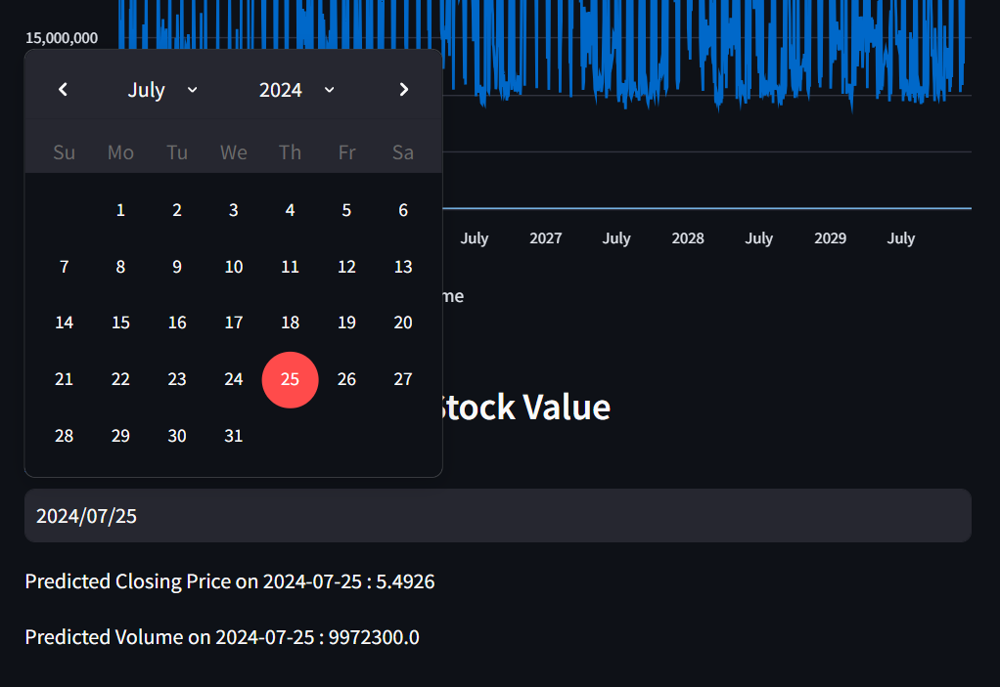 15,000,000
July 2024
Su Mo Tu We Th Fr Sa
1 2 3 4 5 6
7 8 9 10 11 12 13
July 2027 July 2028 July 2029 July
me
14 15 16 17 18 19 20
21 22 23 24 25 26 27
Stock Value
28 29 30 31
2024/07/25
Predicted Closing Price on 2024-07-25 : 5.4926
Predicted Volume on 2024-07-25 : 9972300.0